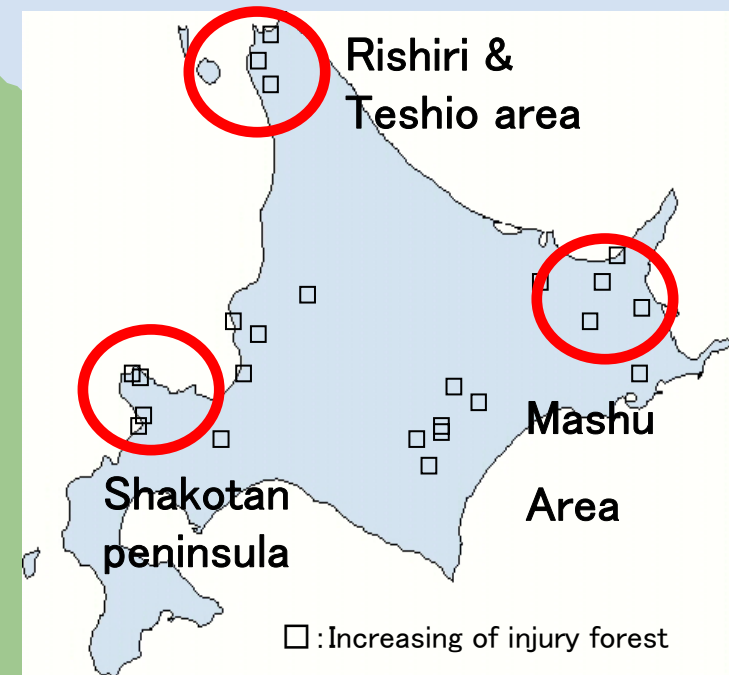 Rishiri &
Teshio area
Mashu
Area
Shakotan
peninsula
□:Increasing of injury forest